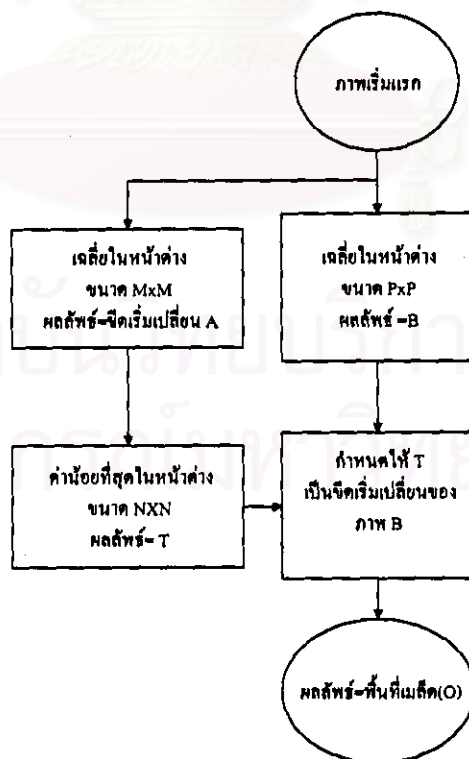 ภาพเริ่มแรก
เฉลี่ยในหน้าต่าง
ขนาด MxM
ผลลัพธ์=ขีดเริ่มเปลี่ยน A
เฉลี่ยในหน้าต่าง
ขนาด PxP
ผลลัพธ์ =B
ค่าน้อยที่สุดในหน้าต่าง
ขนาด NXN
ผลลัพธ์= T
กำหนดให้ T
เป็นขีดเริ่มเปลี่ยนของ
ภาพ B
ผลลัพธ์=พื้นที่เมล็ด(O)